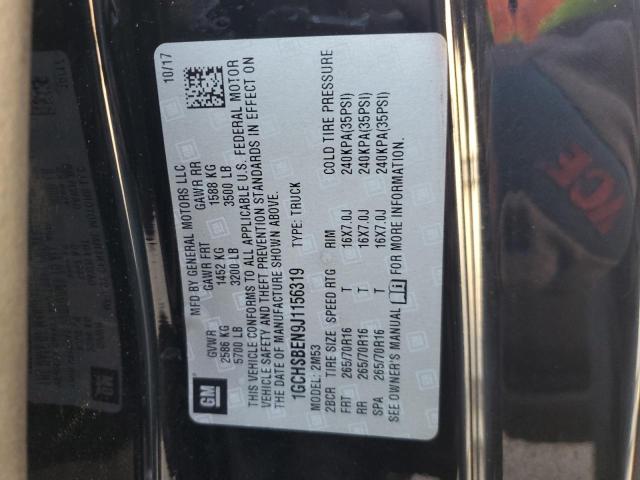 GM
MFD BY GENERAL MOTORS LLC
10/17
GVWR GAWR FRT GAWR RR
2586 KG 1452 KG 1588 KG
5700 LB 3200 LB 3500 LB
THIS VEHICLE CONFORMS TO ALL APPLICABLE U.S. FEDERAL MOTOR
VEHICLE SAFETY AND THEFT PREVENTION STANDARDS IN EFFECT ON
THE DATE OF MANUFACTURE SHOWN ABOVE.
1GCHSBEN9J1156319 TYPE: TRUCK
MODEL: 2M53
2BCR TIRE SIZE SPEED RTG RIM COLD TIRE PRESSURE
FRT 265/70R16 T 16X7.0J 240KPA(35PSI)
RR 265/70R16 T 16X7.0J 240KPA(35PSI)
SPA 265/70R16 T 16X7.0J 240KPA(35PSI)
SEE OWNER'S MANUAL FOR MORE INFORMATION.